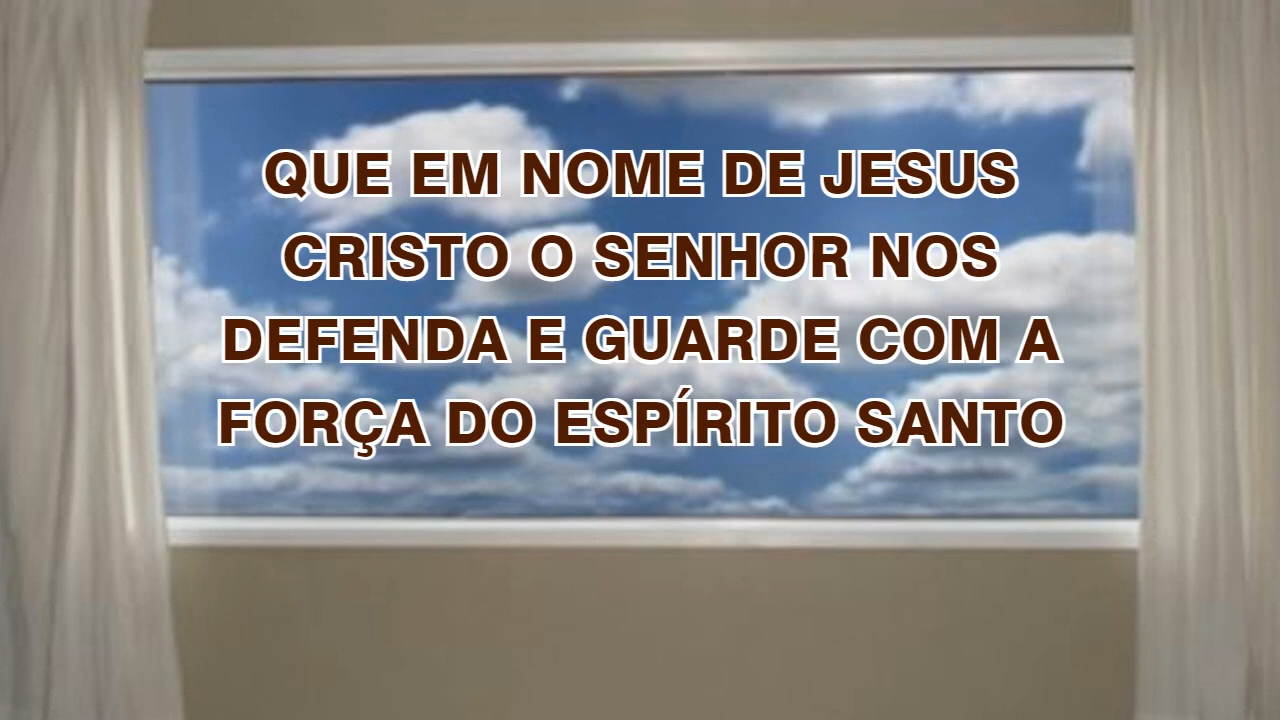 QUE EM NOME DE JESUS
CRISTO O SENHOR NOS
DEFENDA E GUARDE COM A
FORÇA DO ESPÍRITO SANTO